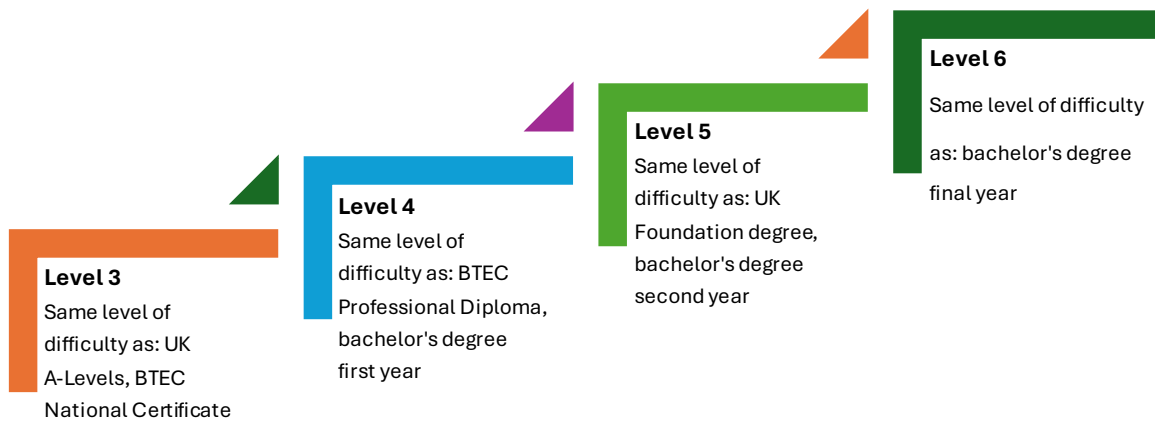 Level 3
Same level of
difficulty as: UK
A-Levels, BTEC
National Certificate
Level 4
Same level of
difficulty as: BTEC
Professional Diploma,
bachelor's degree
first year
Level 5
Same level of
difficulty as: UK
Foundation degree,
bachelor's degree
second year
Level 6
Same level of difficulty
as: bachelor's degree
final year